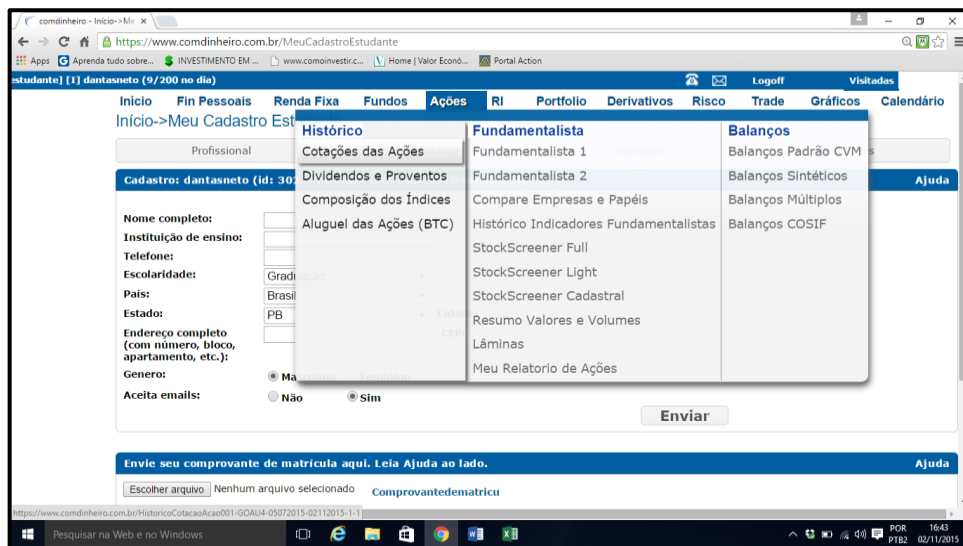 comdinheiro - Início->Me
https://www.comdinheiro.com.br/MeuCadastroEstudante
Apps Aprenda tudo sobre... INVESTIMENTO EM ... www.comoinvestir.c... Home | Valor Econô... Portal Action
estudante] [I] dantasneto (9/200 no dia) Logoff Visitadas
Início Fin Pessoais Renda Fixa Fundos Ações RI Portfolio Derivativos Risco Trade Gráficos Calendário
Início->Meu Cadastro Est
Histórico Fundamentalista Balanços
Profissional
Cotações das Ações Fundamentalista 1 Balanços Padrão CVM
Cadastro: dantasneto (id: 30 Ajuda
Dividendos e Proventos Fundamentalista 2 Balanços Sintéticos
Composição dos Índices Compare Empresas e Papéis Balanços Múltiplos
Aluguel das Ações (BTC) Histórico Indicadores Fundamentalistas Balanços COSIF
StockScreener Full
StockScreener Light
StockScreener Cadastral
Resumo Valores e Volumes
Lâminas
Meu Relatorio de Ações
Nome completo:
Instituição de ensino:
Telefone:
Escolaridade: Graduação
País: Brasil
Estado: PB Cidade
Endereço completo CEP:
(com número, bloco,
apartamento, etc.):
Genero: Masculino Feminino
Aceita emails: Não Sim
Enviar
Envie seu comprovante de matrícula aqui. Leia Ajuda ao lado. Ajuda
Escolher arquivo Nenhum arquivo selecionado Comprovantedematricu
https://www.comdinheiro.com.br/HistoricoCotacaoAcao001-GOAU4-05072015-02112015-1-1
Pesquisar na Web e no Windows POR 16:43
PTB2 02/11/2015